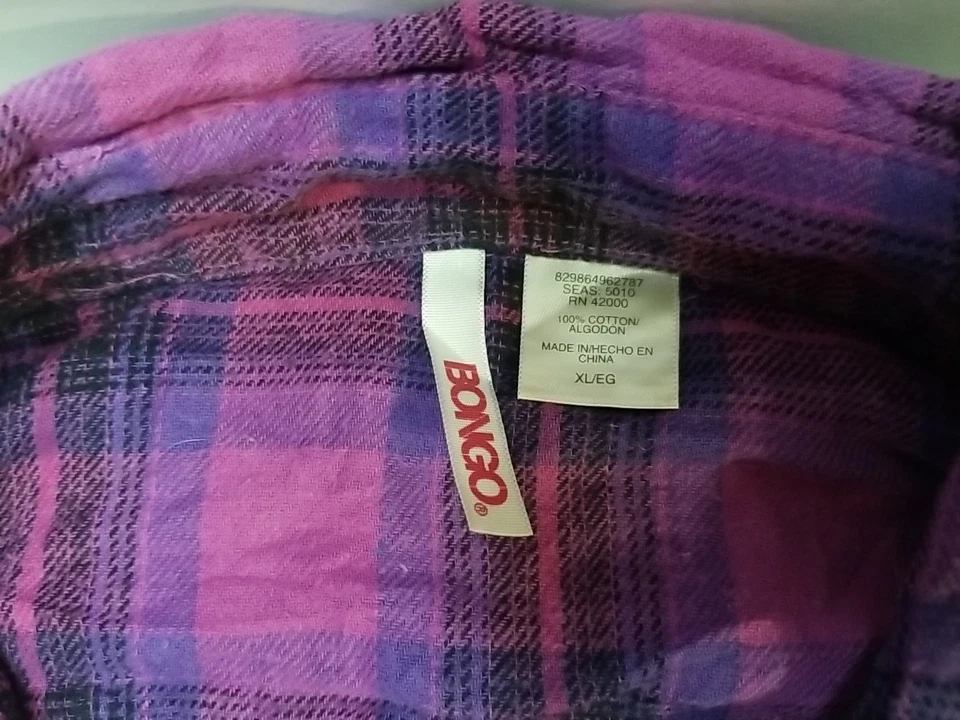 BONGO®
829864962787
SEAS: 5010
RN 42000
100% COTTON/
ALGODON
MADE IN/HECHO EN
CHINA
XL/EG